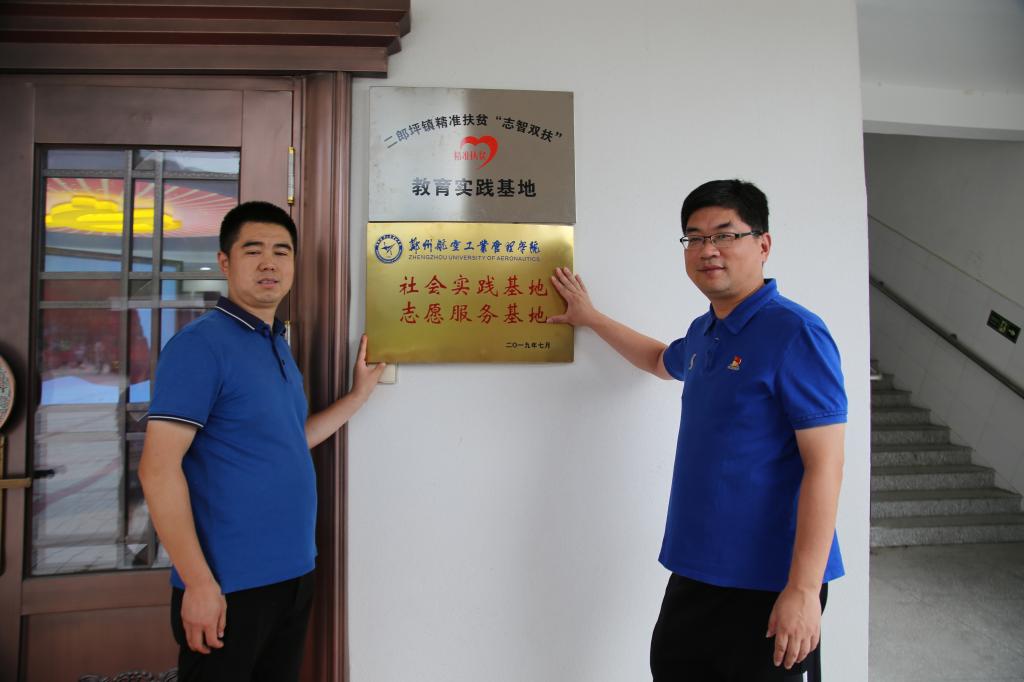 二郎坪镇精准扶贫“志智双扶”
精准扶贫
教育实践基地
郑州航空工业管理学院
ZHENGZHOU UNIVERSITY OF AERONAUTICS
社会实践基地
志愿服务基地
二〇一九年七月